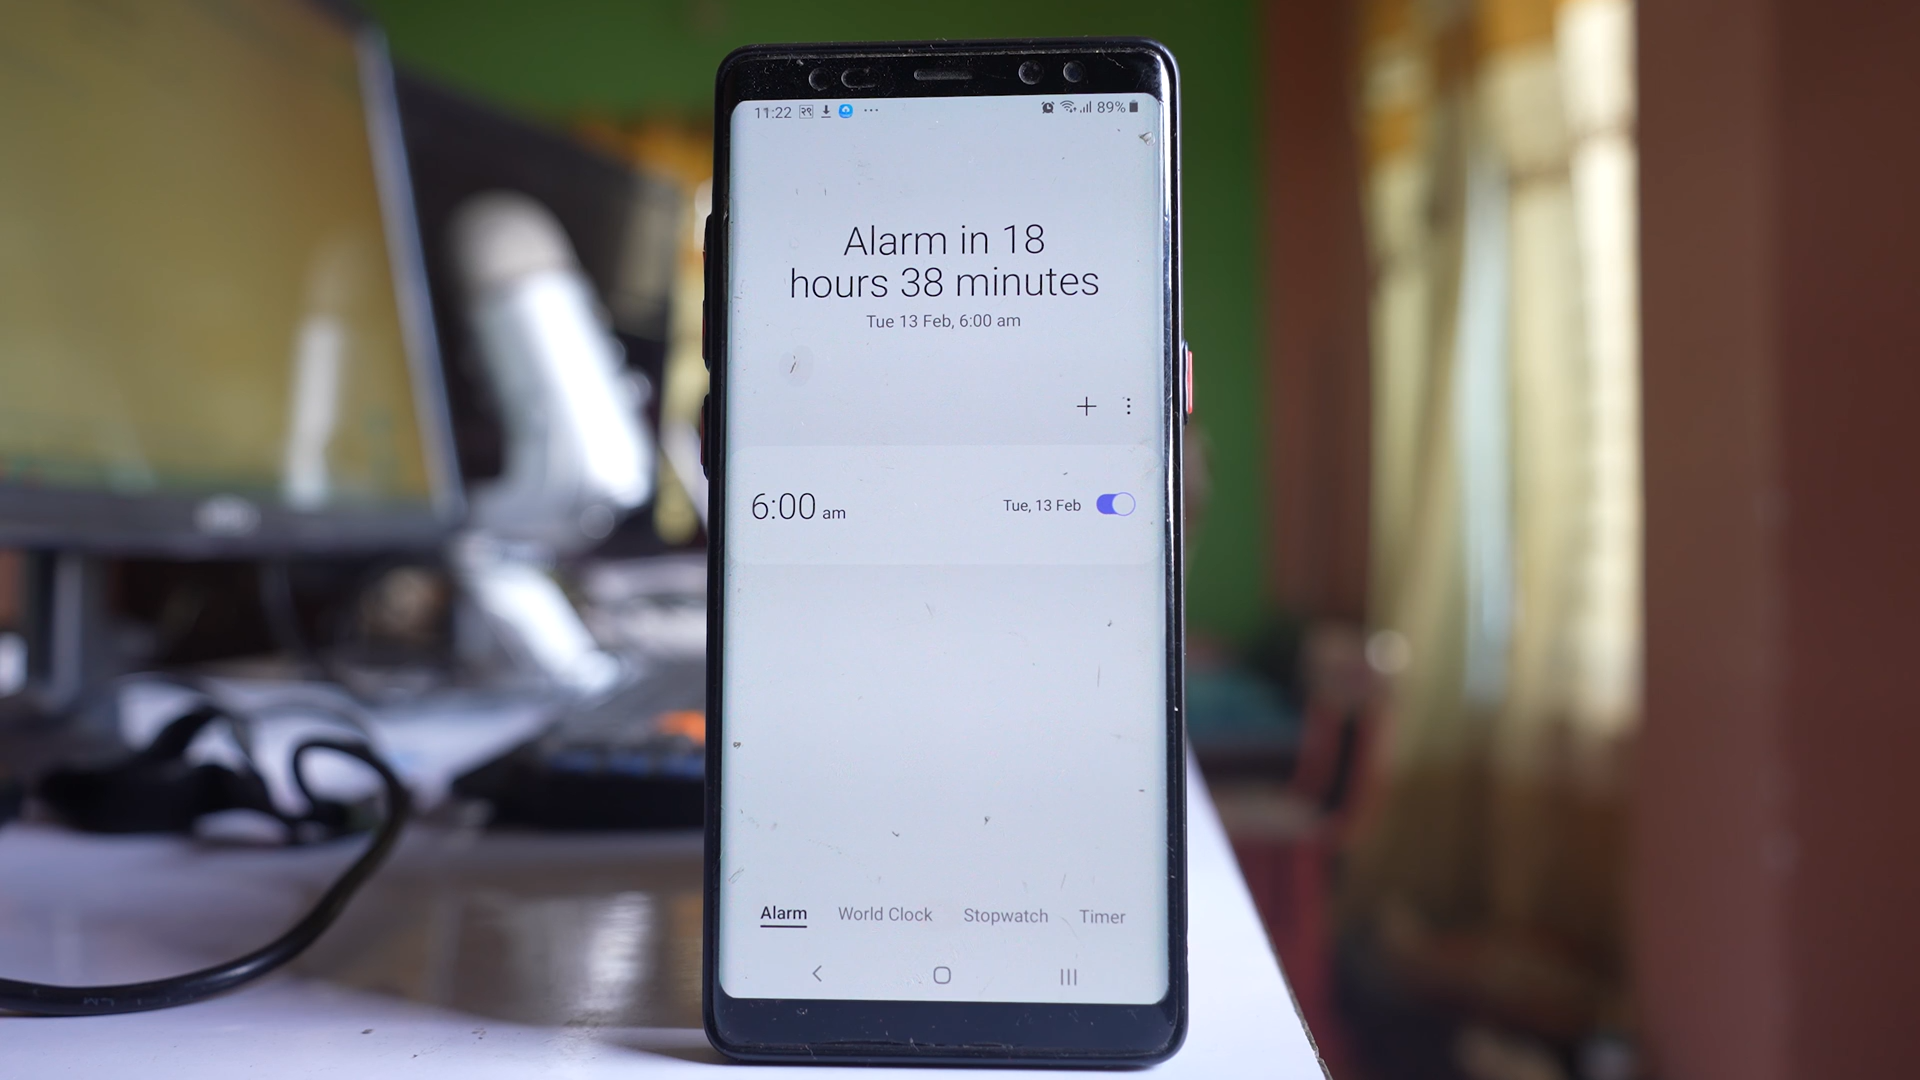 11:22 २९ 89%
Alarm in 18
hours 38 minutes
Tue 13 Feb, 6:00 am
6:00 am Tue, 13 Feb
Alarm World Clock Stopwatch Timer